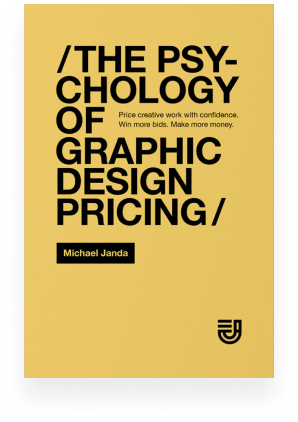 /THE PSY-
CHOLOGY
OF
Price creative work with confidence.
Win more bids. Make more money.
GRAPHIC
DESIGN
PRICING/
Michael Janda